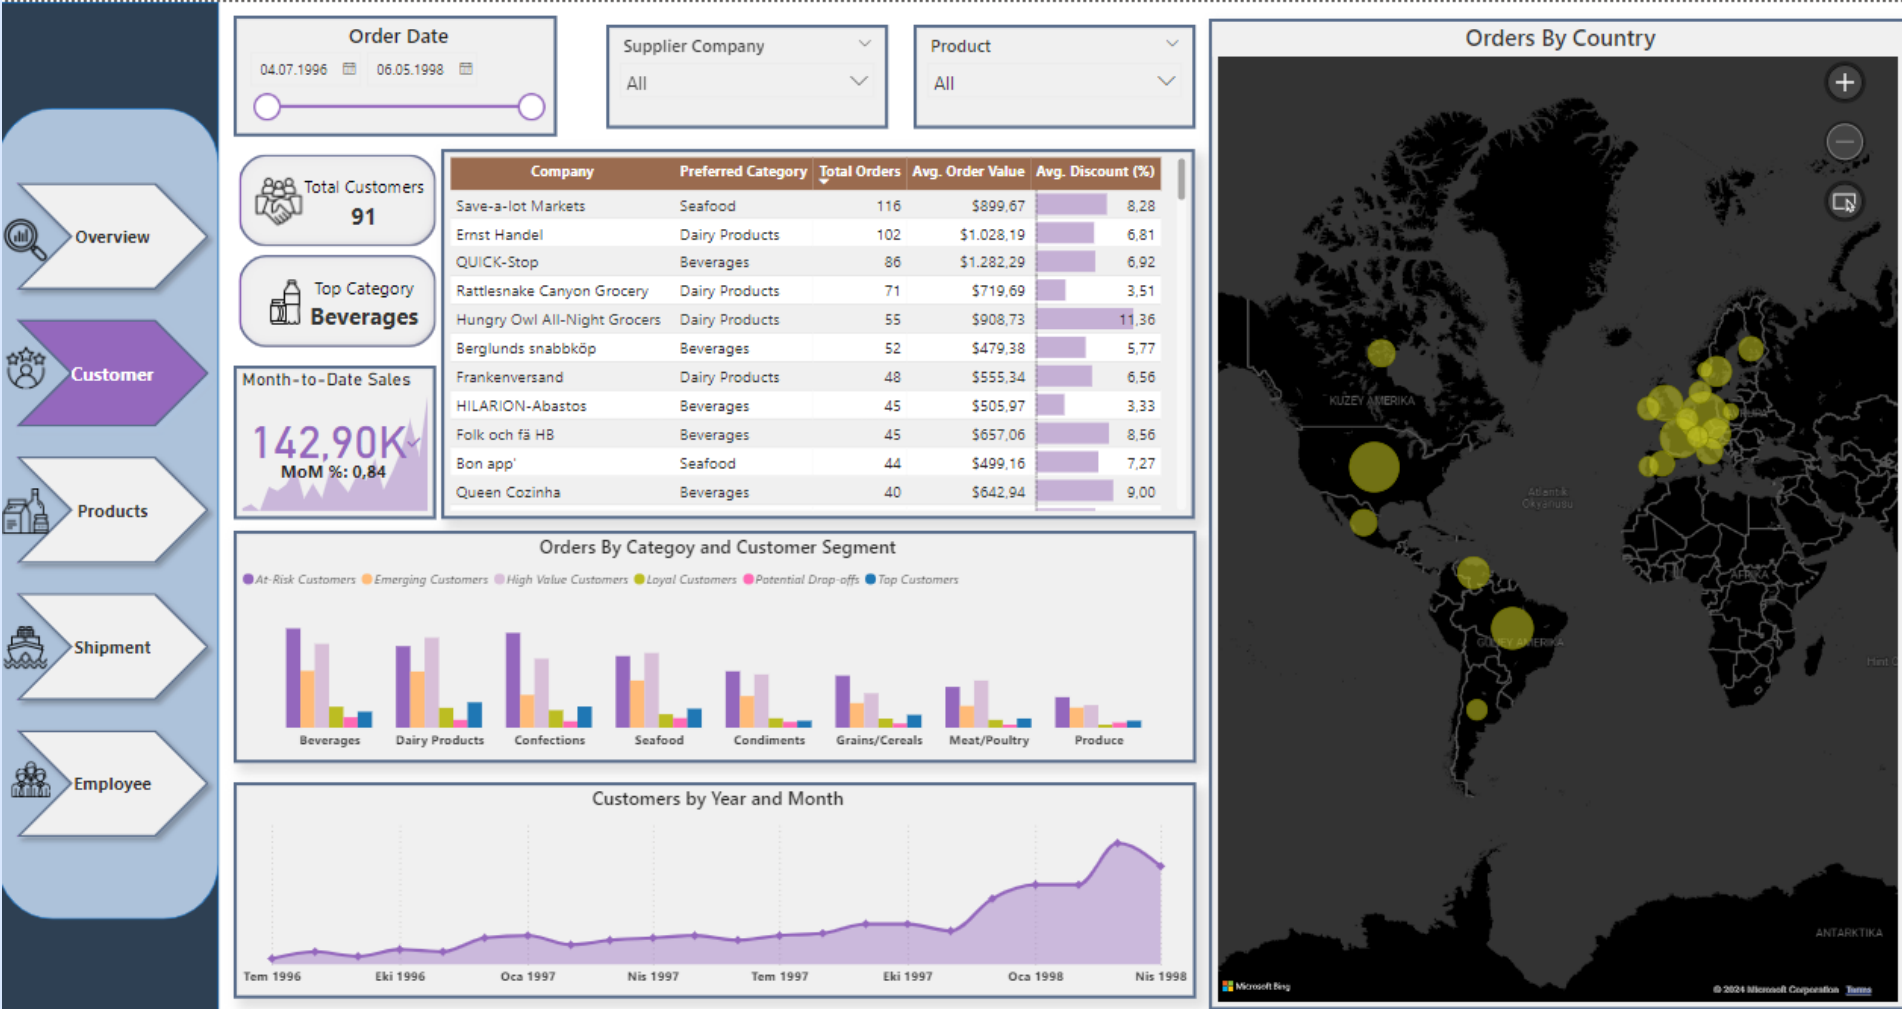 Overview
Customer
Products
Shipment
Employee
Order Date
04.07.1996 06.05.1998
Supplier Company
All
Product
All
Total Customers
91
Top Category
Beverages
Month-to-Date Sales
142,90K
MoM %: 0,84
Company Preferred Category Total Orders Avg. Order Value Avg. Discount (%)
Save-a-lot Markets Seafood 116 $899,67 8,28
Ernst Handel Dairy Products 102 $1.028,19 6,81
QUICK-Stop Beverages 86 $1.282,29 6,92
Rattlesnake Canyon Grocery Dairy Products 71 $719,69 3,51
Hungry Owl All-Night Grocers Dairy Products 55 $908,73 11,36
Berglunds snabbköp Beverages 52 $479,38 5,77
Frankenversand Dairy Products 48 $555,34 6,56
HILARION-Abastos Beverages 45 $505,97 3,33
Folk och fä HB Beverages 45 $657,06 8,56
Bon app' Seafood 44 $499,16 7,27
Queen Cozinha Beverages 40 $642,94 9,00
Orders By Categoy and Customer Segment
At-Risk Customers Emerging Customers High Value Customers Loyal Customers Potential Drop-offs Top Customers
Beverages Dairy Products Confections Seafood Condiments Grains/Cereals Meat/Poultry Produce
Customers by Year and Month
Tem 1996 Eki 1996 Oca 1997 Nis 1997 Tem 1997 Eki 1997 Oca 1998 Nis 1998
Orders By Country
KUZEY AMERIKA
Atlantik
Okyanusu
AFRIKA
GÜNEY AMERIKA
ANTARKTIKA
Microsoft Bing
© 2024 Microsoft Corporation Terms